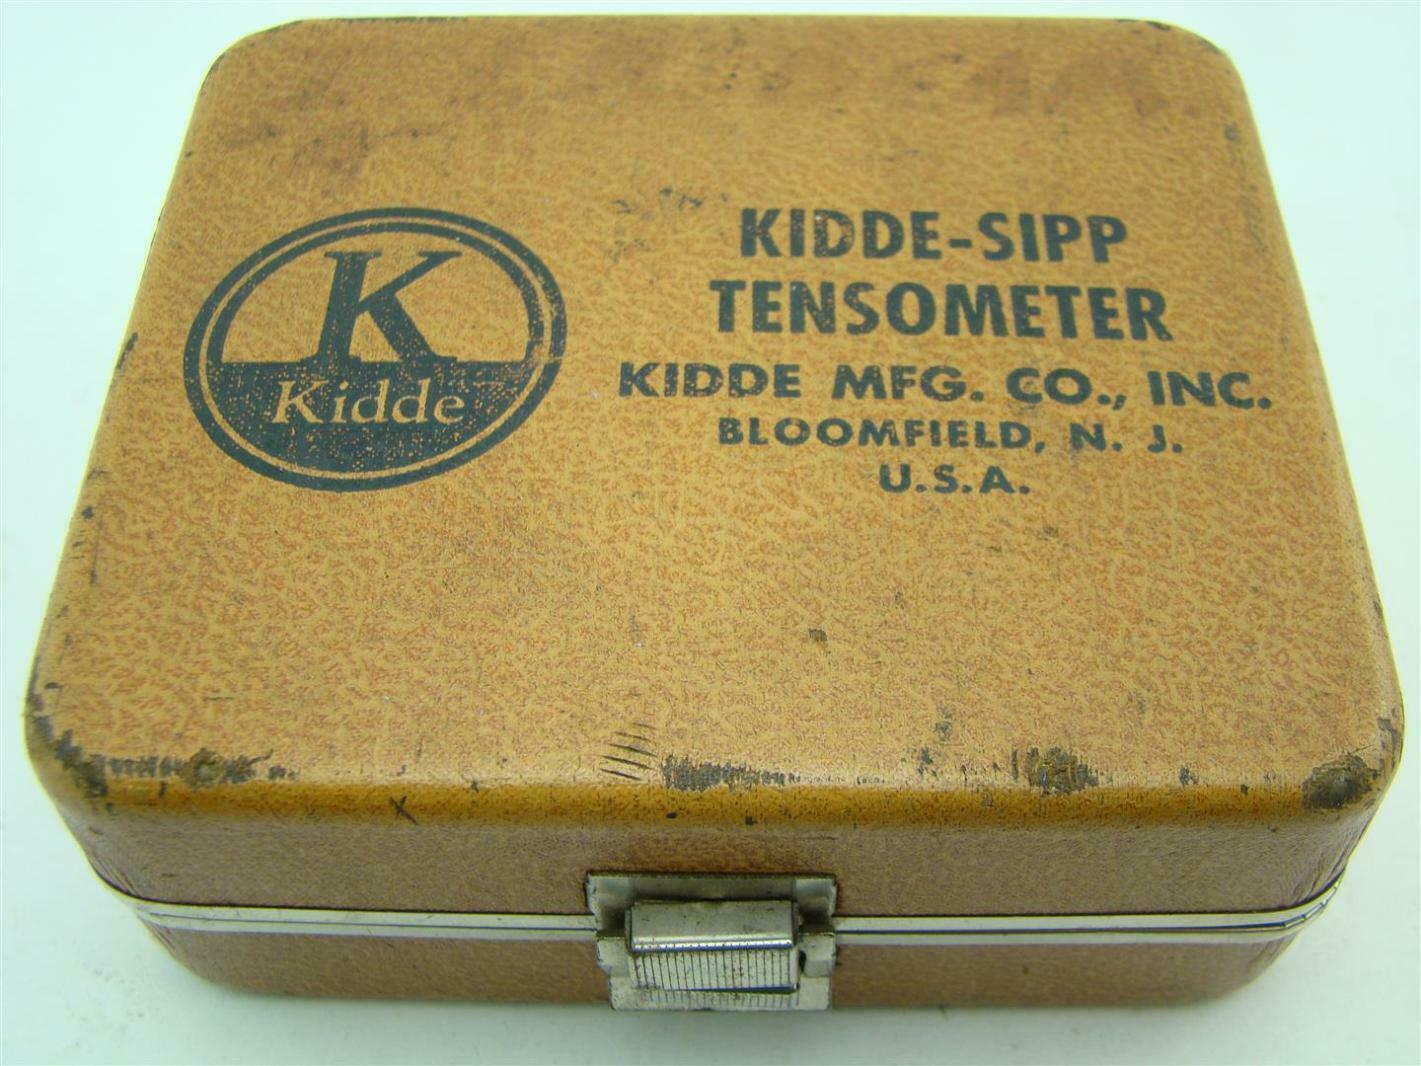 K
Kidde
KIDDE-SIPP
TENSOMETER
KIDDE MFG. CO., INC.
BLOOMFIELD, N. J.
U.S.A.